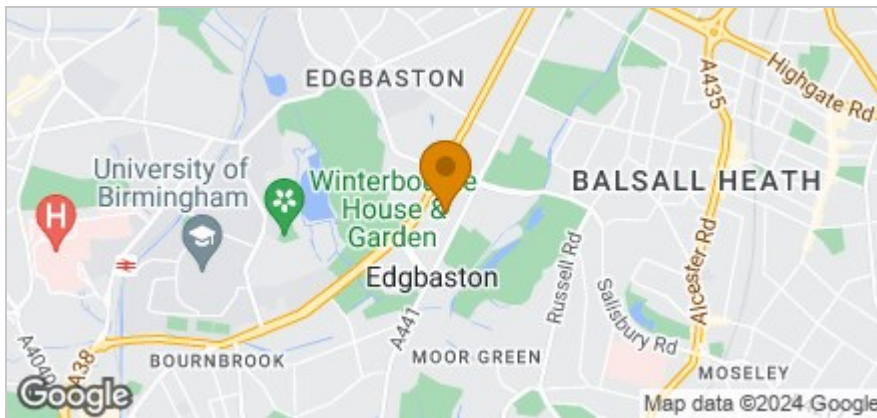 EDGBASTON
A435
Highgate Rd
University of
Birmingham
Winterbourne
House &
Garden
BALSALL HEATH
H
Edgbaston
Russell Rd
Salisbury Rd
Alcester Rd
A441
A4040
A38
BOURNBROOK
MOOR GREEN
MOSELEY
Google
Map data ©2024 Google